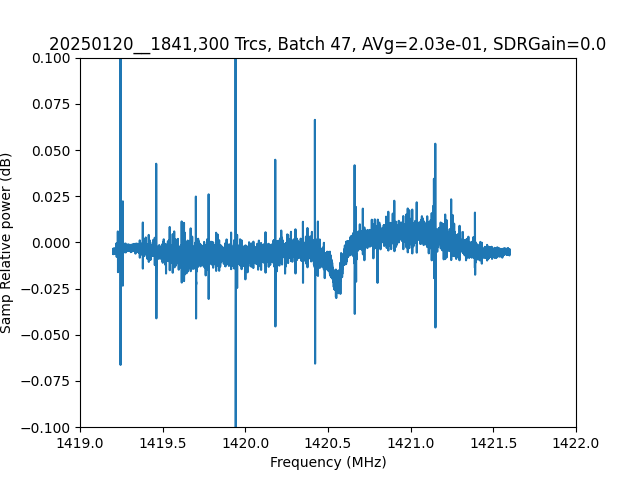 20250120__1841,300 Trcs, Batch 47, AVg=2.03e-01, SDRGain=0.0
0.100
0.075
0.050
0.025
0.000
−0.025
−0.050
−0.075
−0.100
Samp Relative power (dB)
1419.0 1419.5 1420.0 1420.5 1421.0 1421.5 1422.0
Frequency (MHz)